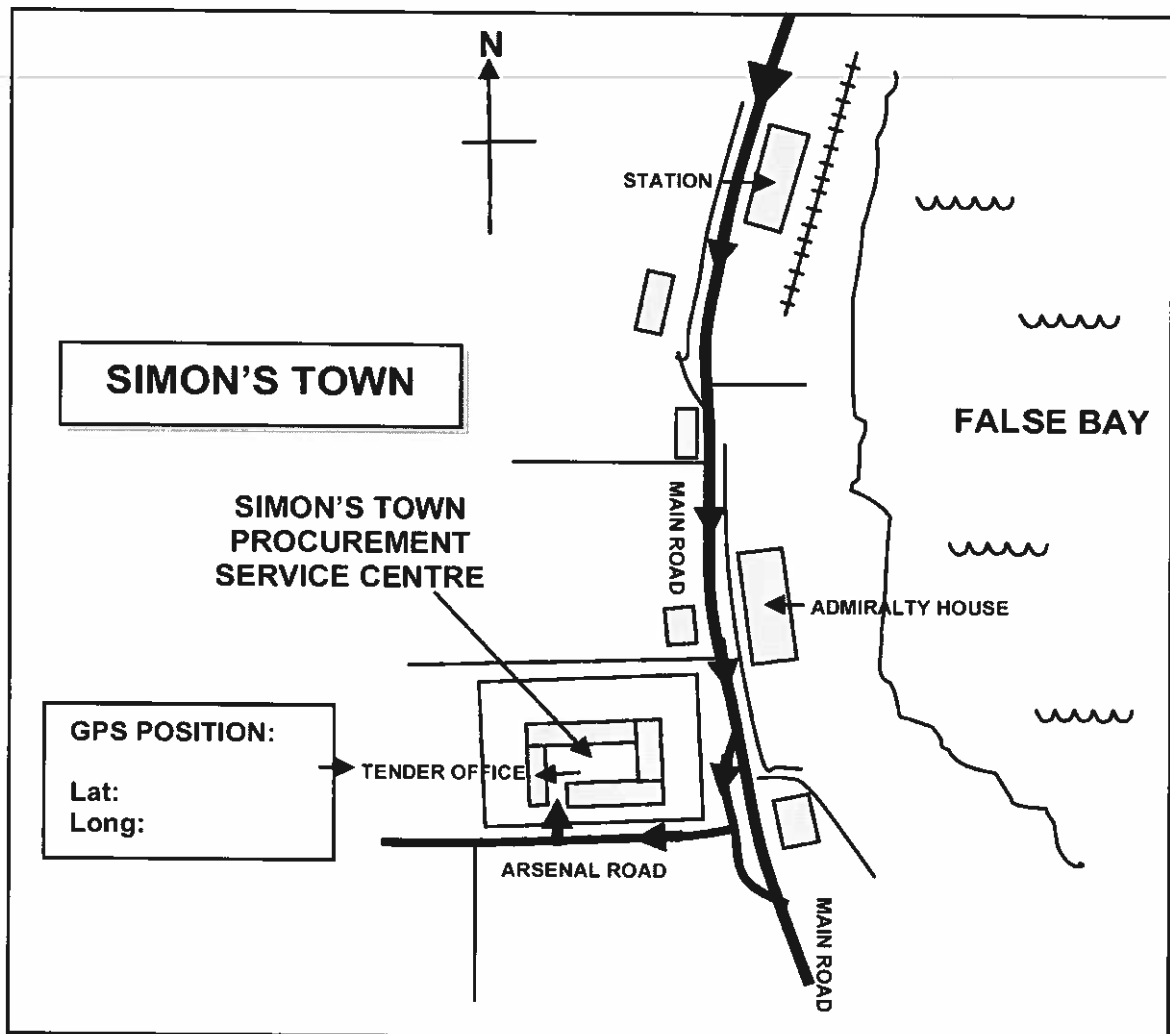 N
STATION
SIMON'S TOWN
FALSE BAY
SIMON'S TOWN
PROCUREMENT
SERVICE CENTRE
MAIN ROAD
ADMIRALTY HOUSE
GPS POSITION:
Lat:
Long:
TENDER OFFICE
ARSENAL ROAD
MAIN ROAD